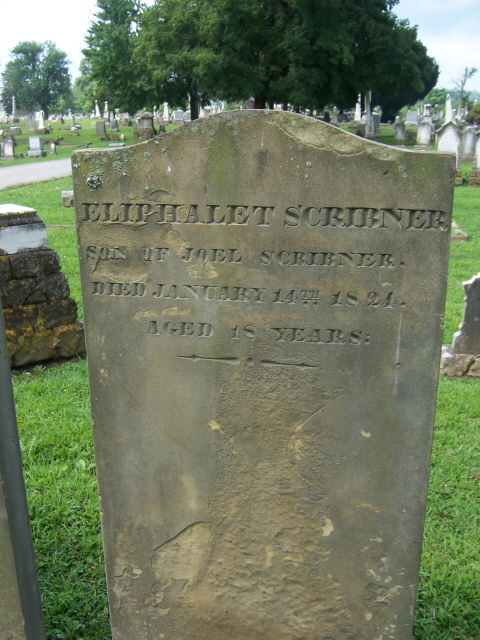 ELIPHALET SCRIBNER
SON OF JOEL SCRIBNER.
DIED JANUARY 14TH 1824.
AGED 18 YEARS: